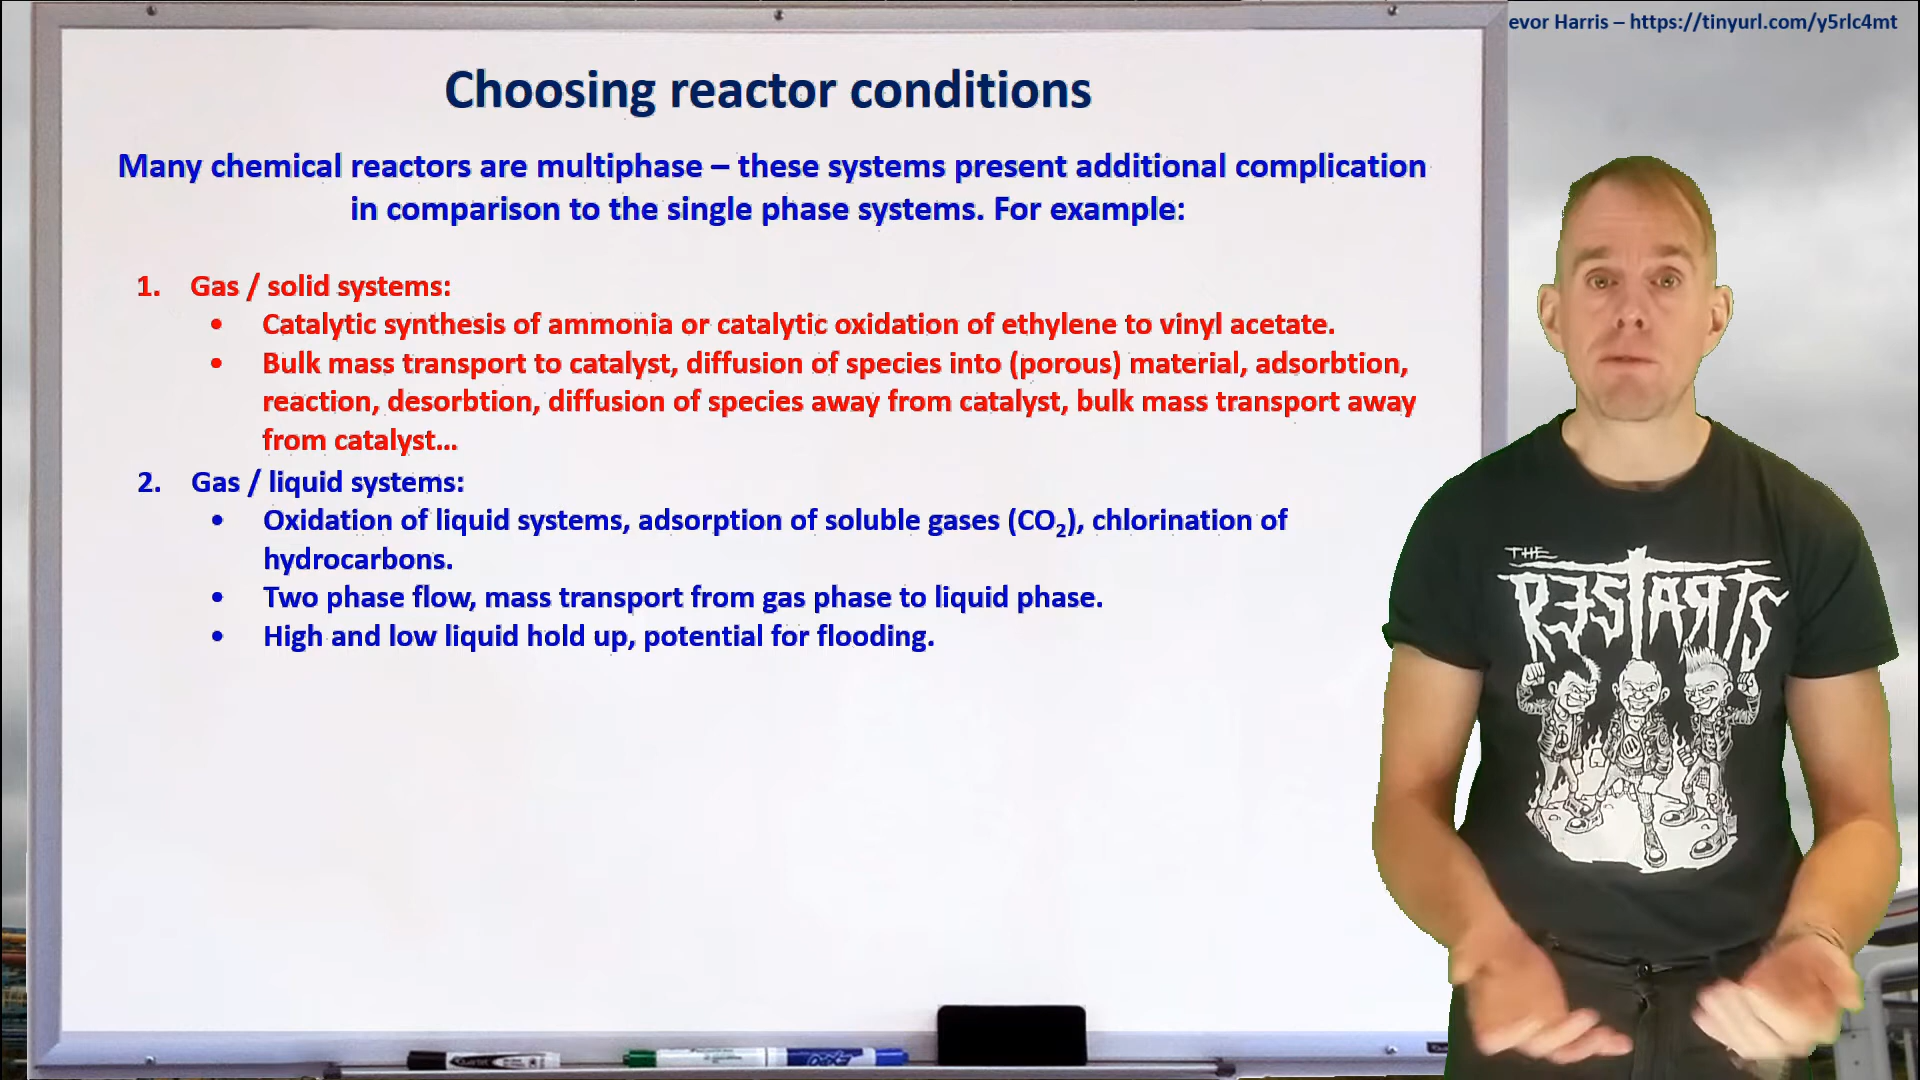 evor Harris – https://tinyurl.com/y5rlc4mt
Choosing reactor conditions
Many chemical reactors are multiphase – these systems present additional complication
in comparison to the single phase systems. For example:
1. Gas / solid systems:
• Catalytic synthesis of ammonia or catalytic oxidation of ethylene to vinyl acetate.
• Bulk mass transport to catalyst, diffusion of species into (porous) material, adsorbtion,
reaction, desorbtion, diffusion of species away from catalyst, bulk mass transport away
from catalyst...
2. Gas / liquid systems:
• Oxidation of liquid systems, adsorption of soluble gases (CO₂), chlorination of
hydrocarbons.
• Two phase flow, mass transport from gas phase to liquid phase.
• High and low liquid hold up, potential for flooding.
THE
RESTARTS